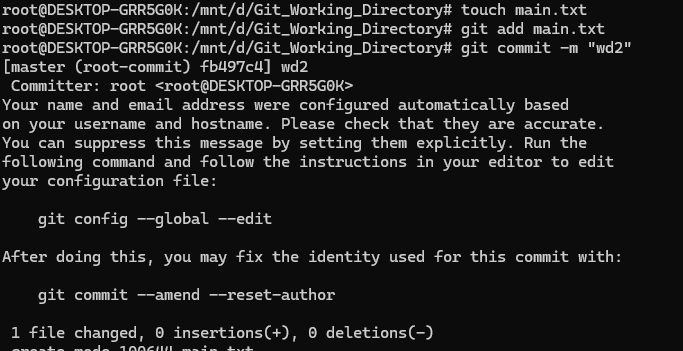 root@DESKTOP-GRR5G0K:/mnt/d/Git_Working_Directory# touch main.txt
root@DESKTOP-GRR5G0K:/mnt/d/Git_Working_Directory# git add main.txt
root@DESKTOP-GRR5G0K:/mnt/d/Git_Working_Directory# git commit -m "wd2"
[master (root-commit) fb497c4] wd2
 Committer: root <root@DESKTOP-GRR5G0K>
Your name and email address were configured automatically based
on your username and hostname. Please check that they are accurate.
You can suppress this message by setting them explicitly. Run the
following command and follow the instructions in your editor to edit
your configuration file:

    git config --global --edit

After doing this, you may fix the identity used for this commit with:

    git commit --amend --reset-author

 1 file changed, 0 insertions(+), 0 deletions(-)
 create mode 100644 main.txt